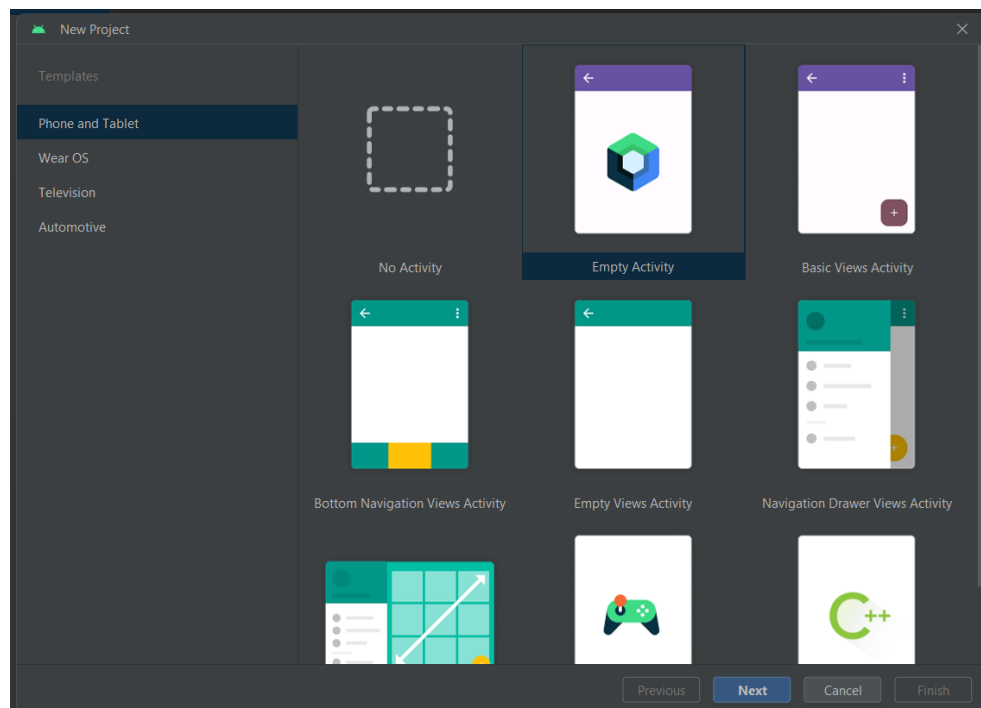 New Project
Templates
Phone and Tablet
Wear OS
Television
Automotive
No Activity
Empty Activity
Basic Views Activity
Bottom Navigation Views Activity
Empty Views Activity
Navigation Drawer Views Activity
C++
Previous
Next
Cancel
Finish